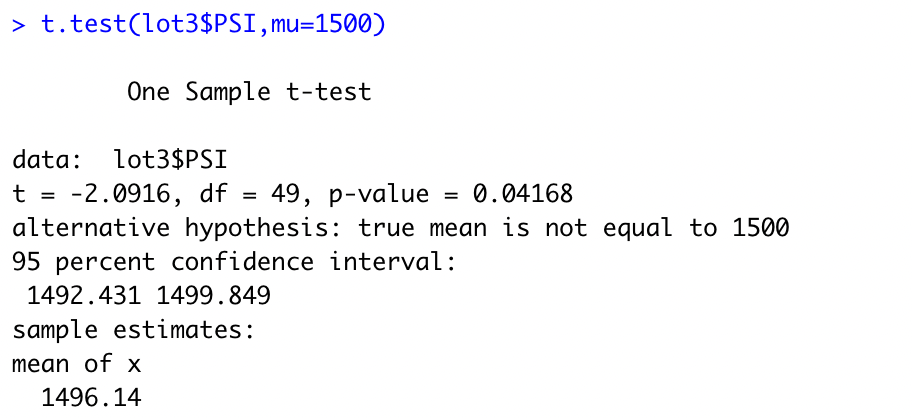 > t.test(lot3$PSI,mu=1500)
One Sample t-test
data:  lot3$PSI
t = -2.0916, df = 49, p-value = 0.04168
alternative hypothesis: true mean is not equal to 1500
95 percent confidence interval:
 1492.431 1499.849
sample estimates:
mean of x
  1496.14